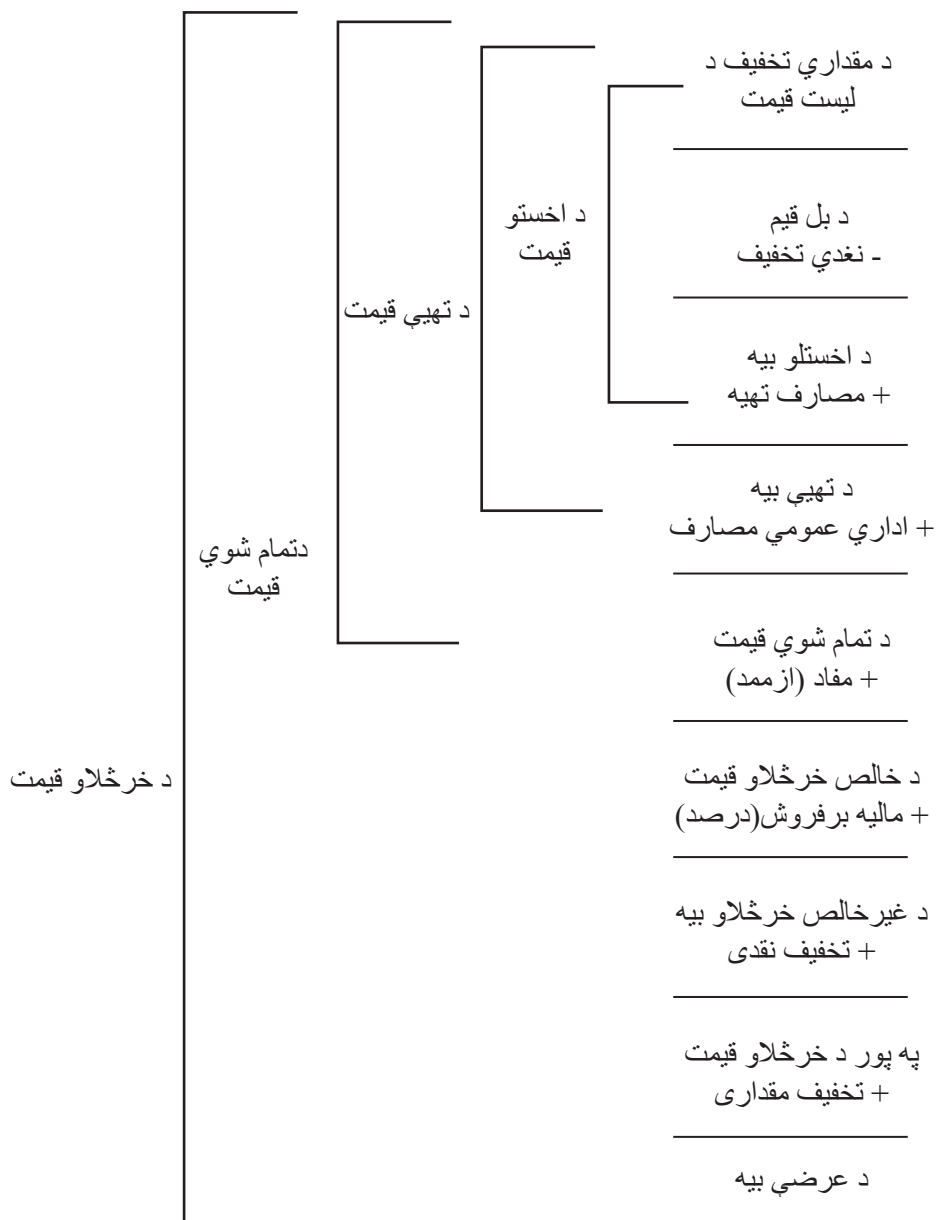 د مقداري تخفيف د
ليست قيمت
د بل قيم
- نغدي تخفيف
د اخستلو بيه
+ مصارف تهيه
د تهيې بيه
+ اداري عمومي مصارف
د تمام شوي قيمت
+ مفاد (ازممد)
د خالص خرڅلاو قيمت
+ ماليه برفروش(درصد)
د غيرخالص خرڅلاو بيه
+ تخفيف نقدى
په پور د خرڅلاو قيمت
+ تخفيف مقدارى
د عرضې بيه
د اخستو
قيمت
د تهيې قيمت
دتمام شوي
قيمت
د خرڅلاو قيمت